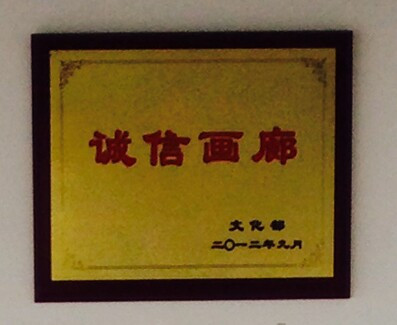 诚信画廊
文化部
二〇一二年九月